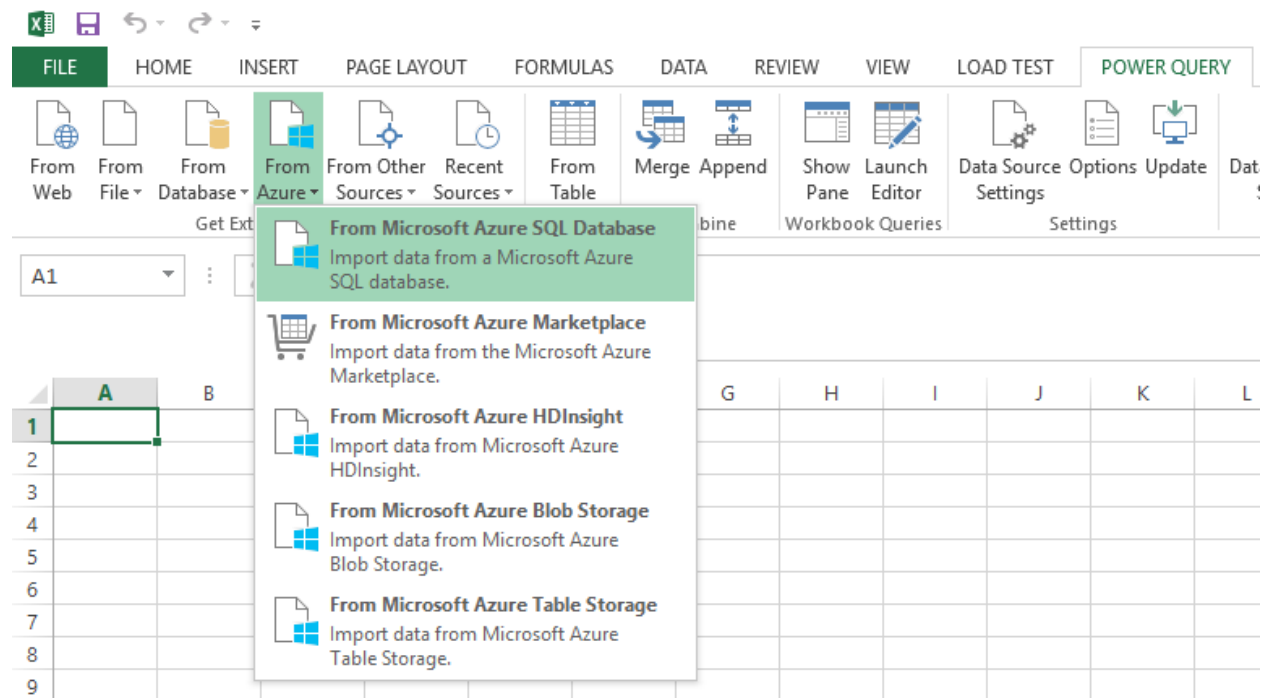 FILE HOME INSERT PAGE LAYOUT FORMULAS DATA REVIEW VIEW LOAD TEST POWER QUERY
From From From From From Other Recent From Merge Append Show Launch Data Source Options Update
Web File Database Azure Sources Sources Table Pane Editor Settings
Get Ext bine Workbook Queries Settings
From Microsoft Azure SQL Database
Import data from a Microsoft Azure
SQL database.
A1
From Microsoft Azure Marketplace
Import data from the Microsoft Azure
Marketplace.
A B G H I J K L
From Microsoft Azure HDInsight
Import data from Microsoft Azure
HDInsight.
From Microsoft Azure Blob Storage
Import data from Microsoft Azure
Blob Storage.
From Microsoft Azure Table Storage
Import data from Microsoft Azure
Table Storage.
1
2
3
4
5
6
7
8
9